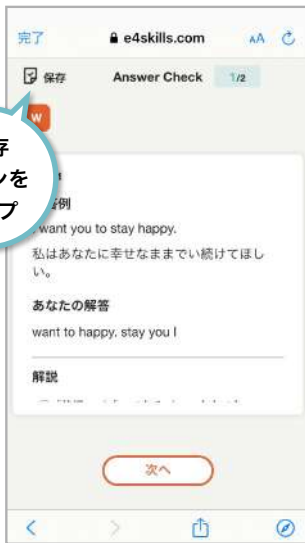 完了 e4skills.com AA
保存 Answer Check 1/2
W
存
ンを
プ
答例
want you to stay happy.
私はあなたに幸せなままでい続けてほし
い。
あなたの解答
want to happy. stay you I
解説
次へ